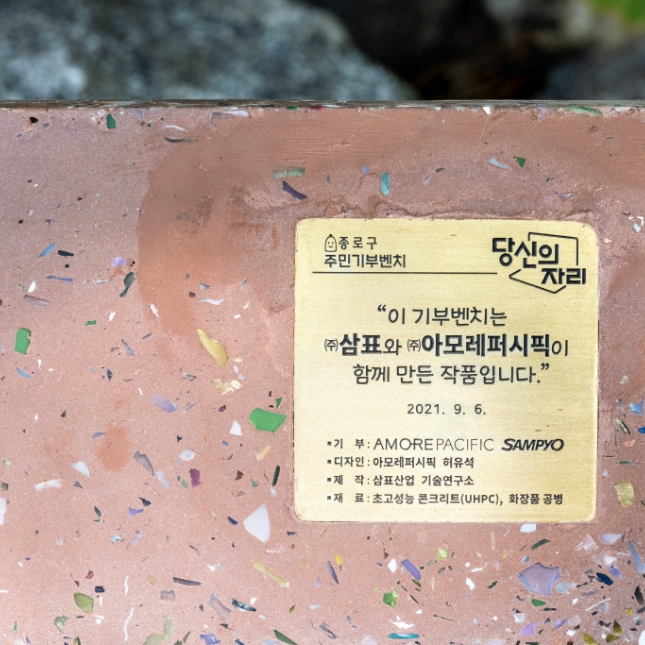 종로구
주민기부벤치
당신의
자리
“이 기부벤치는
㈜삼표와 ㈜아모레퍼시픽이
함께 만든 작품입니다.”
2021. 9. 6.
▪기 부 : AMOREPACIFIC SAMPYO
▪디자인 : 아모레퍼시픽 허유석
▪제 작 : 삼표산업 기술연구소
▪재 료 : 초고성능 콘크리트(UHPC), 화장품 공병